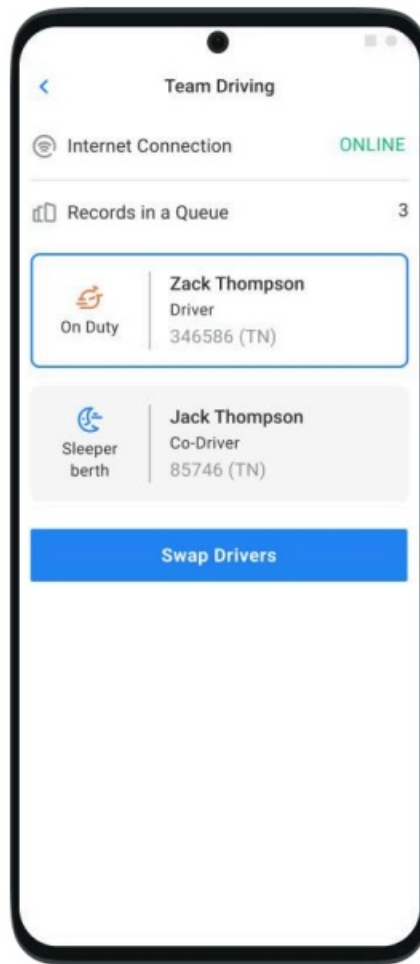 Team Driving
Internet Connection ONLINE
Records in a Queue 3
On Duty
Zack Thompson
Driver
346586 (TN)
Sleeper
berth
Jack Thompson
Co-Driver
85746 (TN)
Swap Drivers